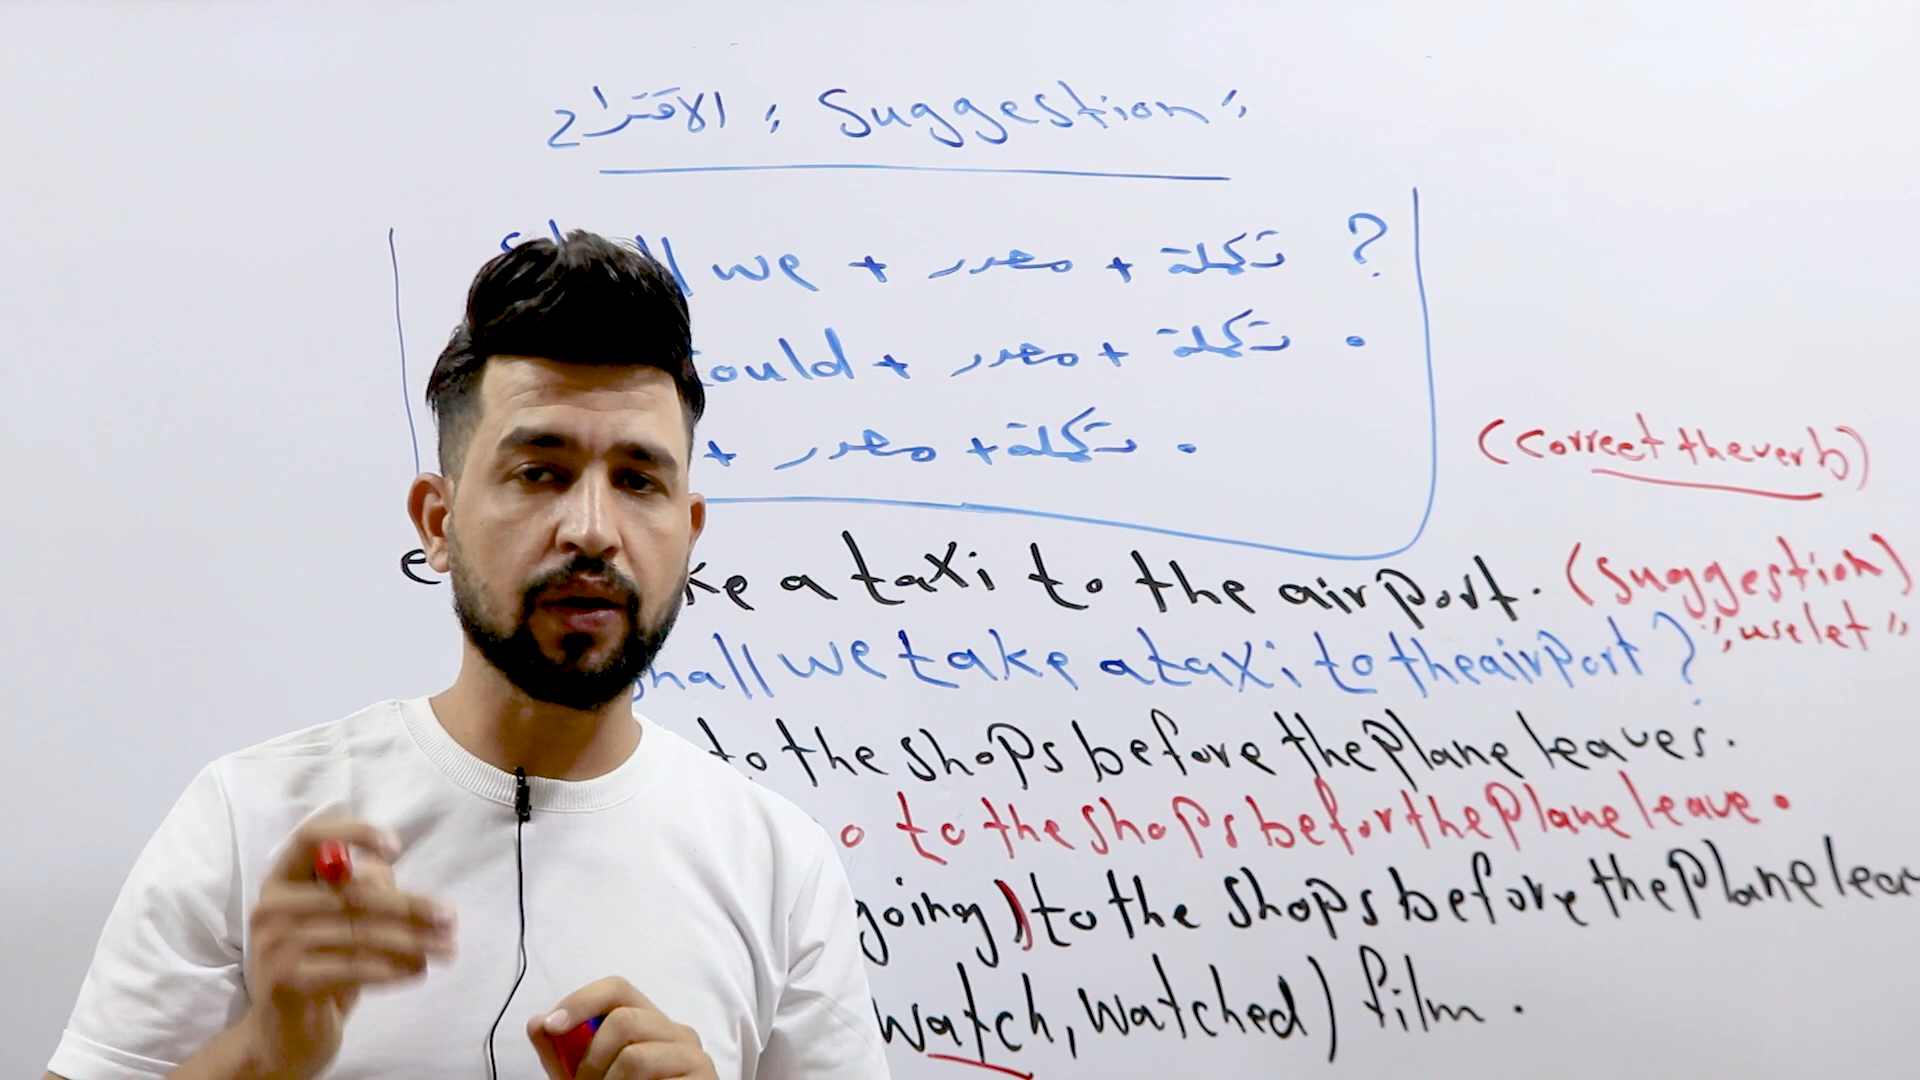 الاقتراح : Suggestion "
we + مصدر + تكملة ?
ould + مصدر + تكملة .
+ مصدر + تكملة .
(correct the verb)
ke a taxi to the airport. (suggestion)
"use let"
shall we take a taxi to the airport?
to the shops before the plane leaves.
o to the shops befor the plane leave.
going) to the shops before the plane leav
watch, watched) film.